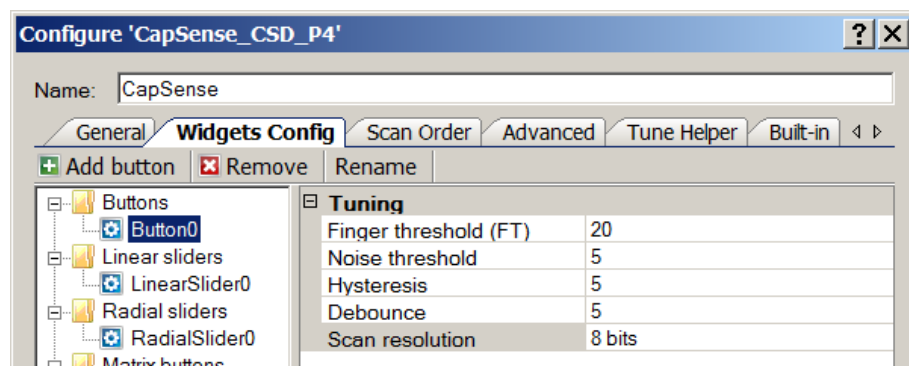 Configure 'CapSense_CSD_P4'
Name: CapSense
General Widgets Config Scan Order Advanced Tune Helper Built-in
Add button Remove Rename
Buttons
Button0
Linear sliders
LinearSlider0
Radial sliders
RadialSlider0
Matrix buttons
Tuning
Finger threshold (FT) 20
Noise threshold 5
Hysteresis 5
Debounce 5
Scan resolution 8 bits